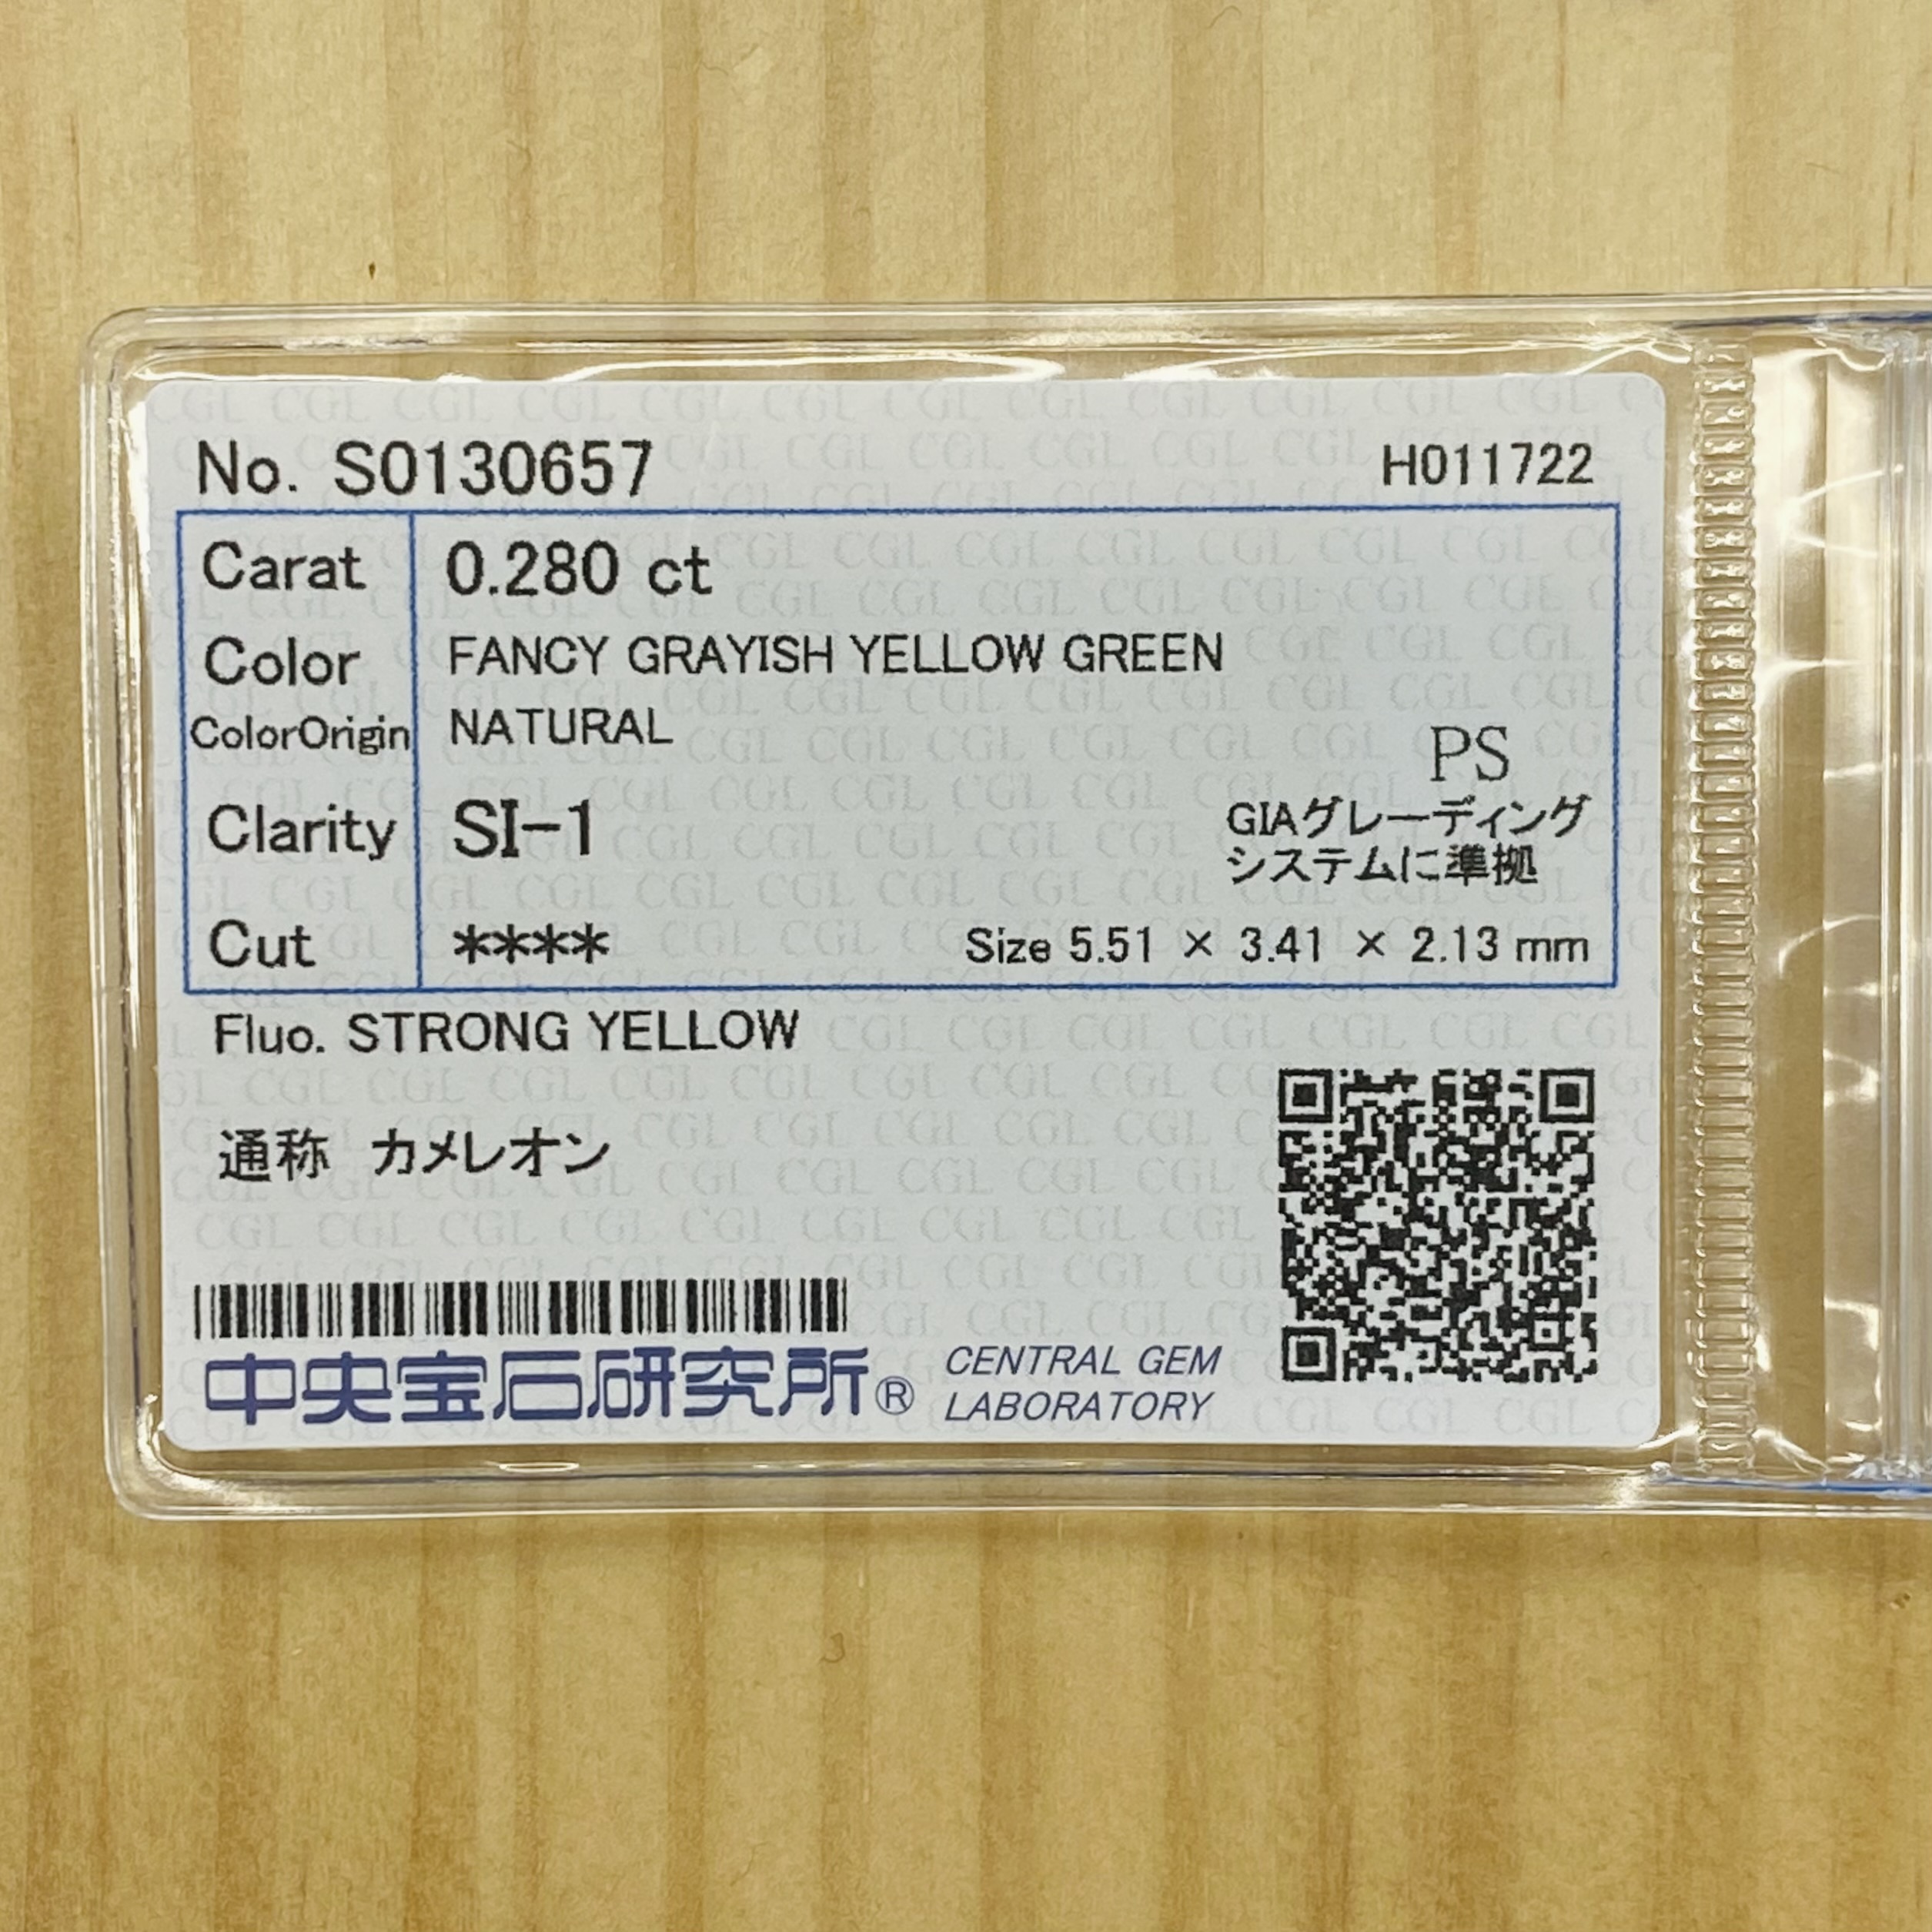 No. S0130657
H011722
Carat 0.280 ct
Color FANCY GRAYISH YELLOW GREEN
ColorOrigin NATURAL
PS
Clarity SI-1
GIAグレーディング
システムに準拠
Cut ****
Size 5.51 × 3.41 × 2.13 mm
Fluo. STRONG YELLOW
通称 カメレオン
中央宝石研究所®
CENTRAL GEM
LABORATORY